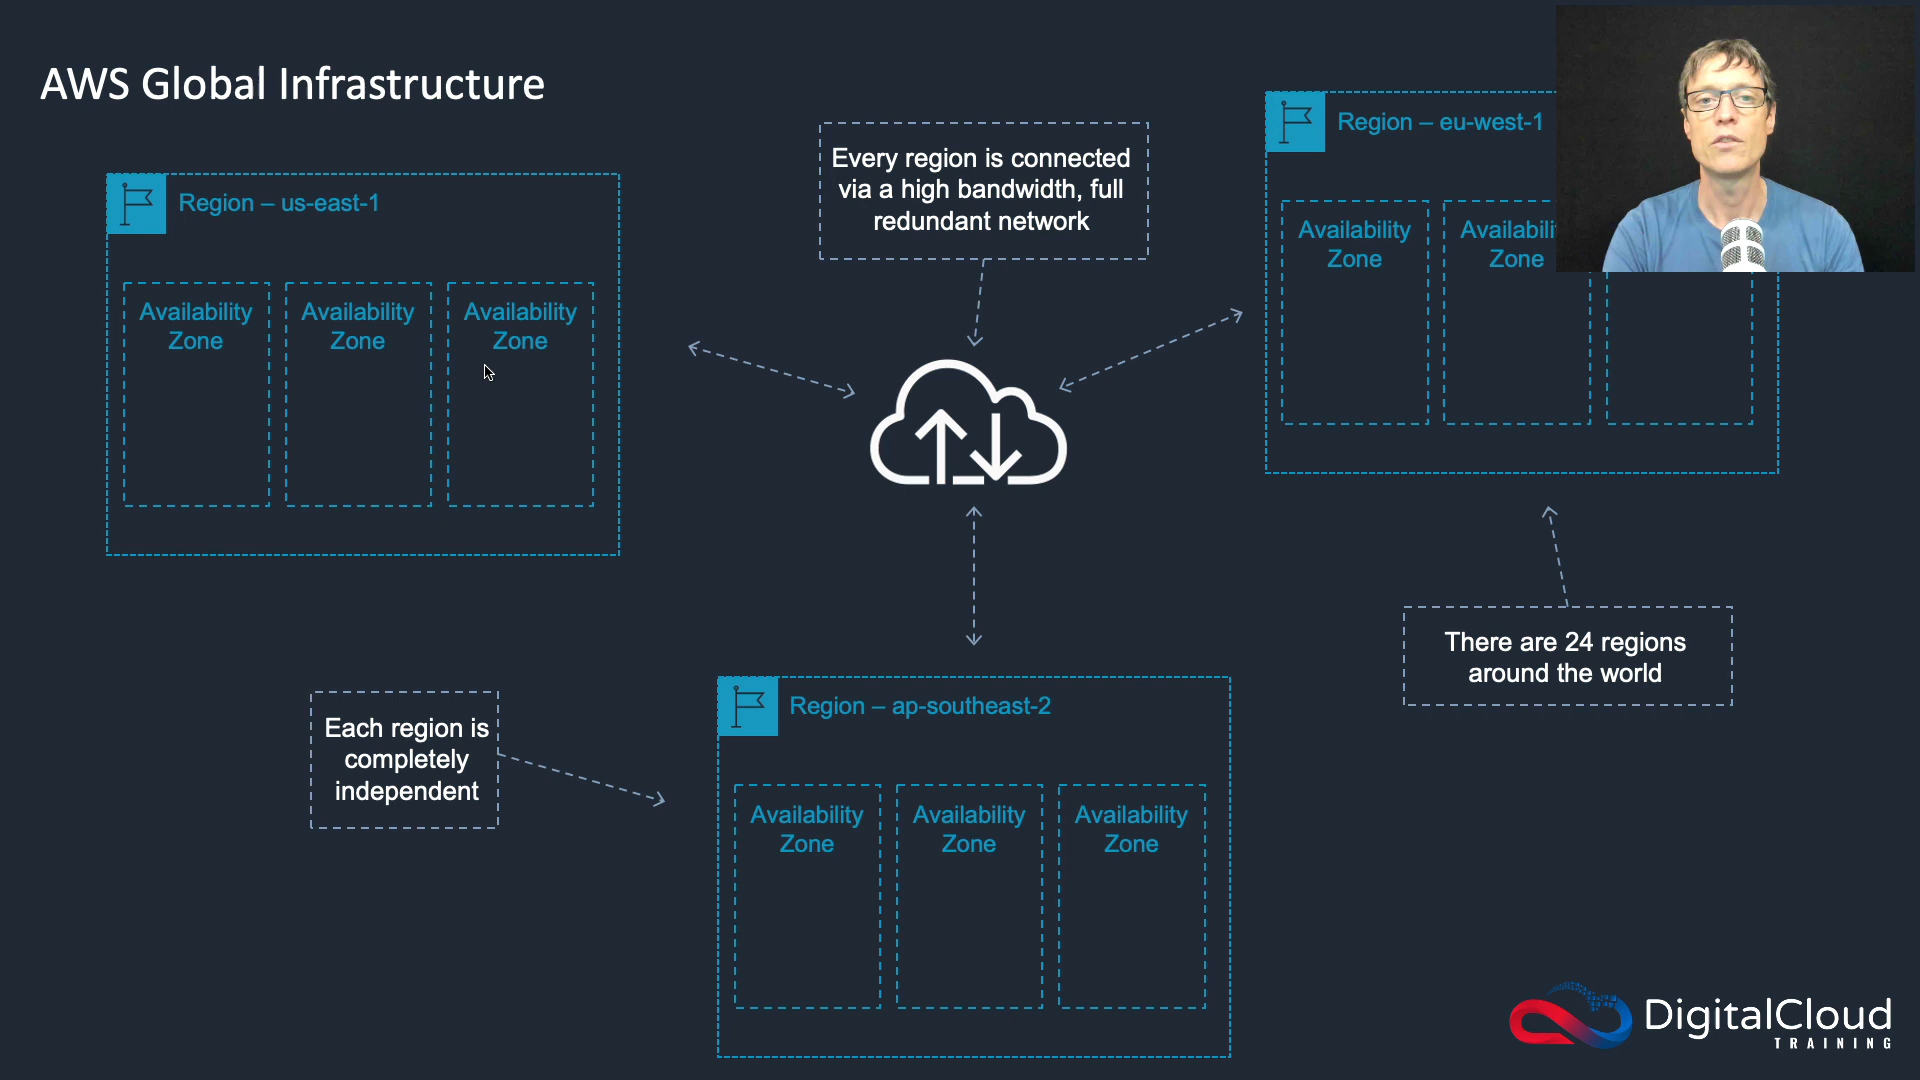 AWS Global Infrastructure
Region – us-east-1
Availability
Zone
Availability
Zone
Availability
Zone
Every region is connected
via a high bandwidth, full
redundant network
Region – eu-west-1
Availability
Zone
Availabili
Zone
There are 24 regions
around the world
Each region is
completely
independent
Region – ap-southeast-2
Availability
Zone
Availability
Zone
Availability
Zone
DigitalCloud
TRAINING